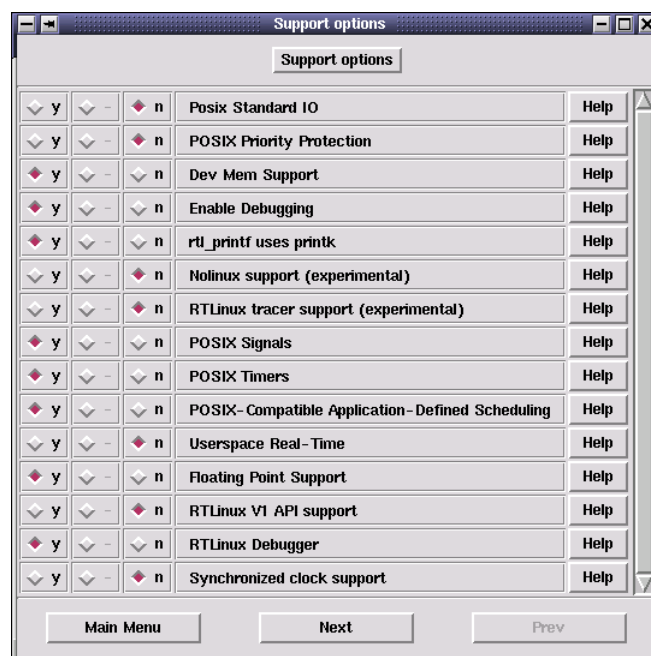 Support options
Support options
y - n Posix Standard IO Help
y - n POSIX Priority Protection Help
y - n Dev Mem Support Help
y - n Enable Debugging Help
y - n rtl_printf uses printk Help
y - n Nolinux support (experimental) Help
y - n RTLinux tracer support (experimental) Help
y - n POSIX Signals Help
y - n POSIX Timers Help
y - n POSIX-Compatible Application-Defined Scheduling Help
y - n Userspace Real-Time Help
y - n Floating Point Support Help
y - n RTLinux V1 API support Help
y - n RTLinux Debugger Help
y - n Synchronized clock support Help
Main Menu Next Prev